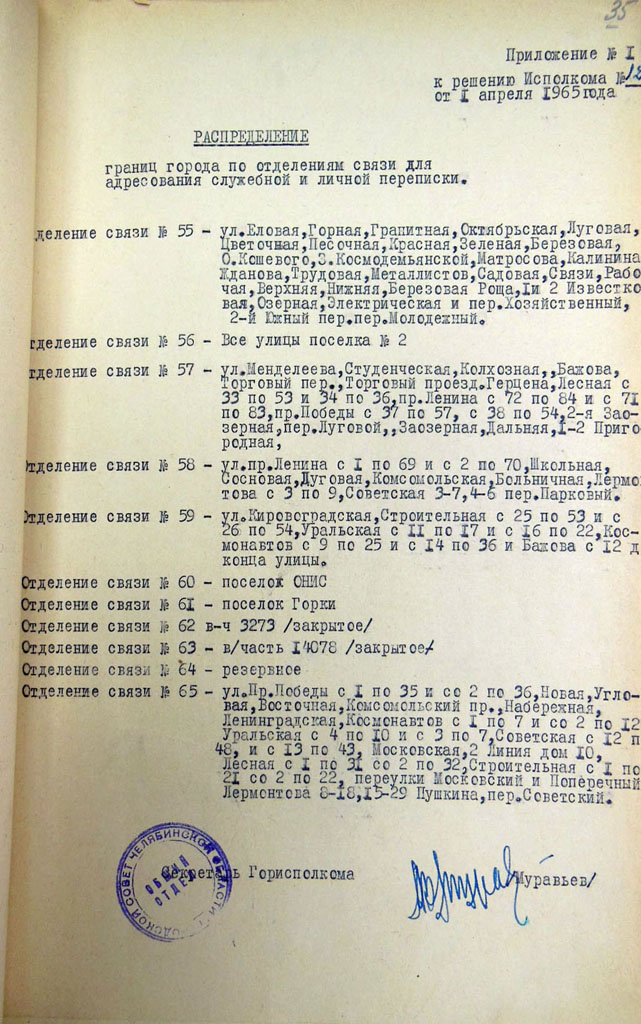 35
Приложение № I
к решению Исполкома №
от I апреля I965года
РАСПРЕДЕЛЕНИЕ
границ города по отделениям связи для
адресования служебной и личной переписки.
деление связи № 55 - ул.Еловая,Горная,Гранитная,Октябрьская,Луговая,
Цветочная,Песочная,Красная,Зеленая,Березовая,
О.Кошевого,З.Космодемьянской,Матросова,Калинина
Жданова,Трудовая,Металлистов,Садовая,Связи,Рабо
чая,Верхняя,Нижняя,Березовая Роща,Iи 2 Известко
вая,Озерная,Электрическая и пер.Хозяйственный,
2-й Южный пер.пер.Молодежный.
тделение связи № 56 - Все улицы поселка № 2
тделение связи № 57 - ул.Менделеева,Студенческая,Колхозная,,Бажова,
Торговый пер.,Торговый проезд.Герцена,Лесная с
33 по 53 и 34 по 36,пр.Ленина с 72 по 84 и с 71
по 83,пр.Победы с 37 по 57, с 38 по 54,2-я Зао-
зерная,пер.Луговой,,Заозерная,Дальняя,I-2 Приго
родная,
Отделение связи № 58 - ул.пр.Ленина с I по 69 и с 2 по 70,Школьная,
Сосновая,Дуговая,Комсомольская,Больничная,Лермо
това с 3 по 9,Советская 3-7,4-6 пер.Парковый.
Отделение связи № 59 - ул.Кировоградская,Строительная с 25 по 53 и с
26 по 54,Уральская с II по I7 и с I6 по 22,Кос-
монавтов с 9 по 25 и с I4 по 36 и Бажова с I2 д
конца улицы.
Отделение связи № 60 - поселок ОНИС
Отделение связи № 6I - поселок Горки
Отделение связи № 62 в-ч 3273 /закрытое/
Отделение связи № 63 - в/часть I4078 /закрытое/
Отделение связи № 64 - резервное
Отделение связи № 65 - ул.Пр.Победы с I по 35 и со 2 по 36,Новая,Угло-
вая,Восточная,Комсомольский пр.,Набережная,
Ленинградская,Космонавтов с I по 7 и со 2 по I2
Уральская с 4 по I0 и с 3 по 7,Советская с I2 п
48, и с I3 по 43, Московская,2 Линия дом I0,
Лесная с I по 3I со 2 по 32,Строительная с I по
2I со 2 по 22, переулки Московский и Поперечный
Лермонтова 8-I8,I5-29 Пушкина,пер.Советский.
Секретарь Горисполкома
Муравьев/
СОВЕТ ЧЕЛЯБИНСКОЙ ОБЛАСТИ
ОБЩИЙ
ОТДЕЛ